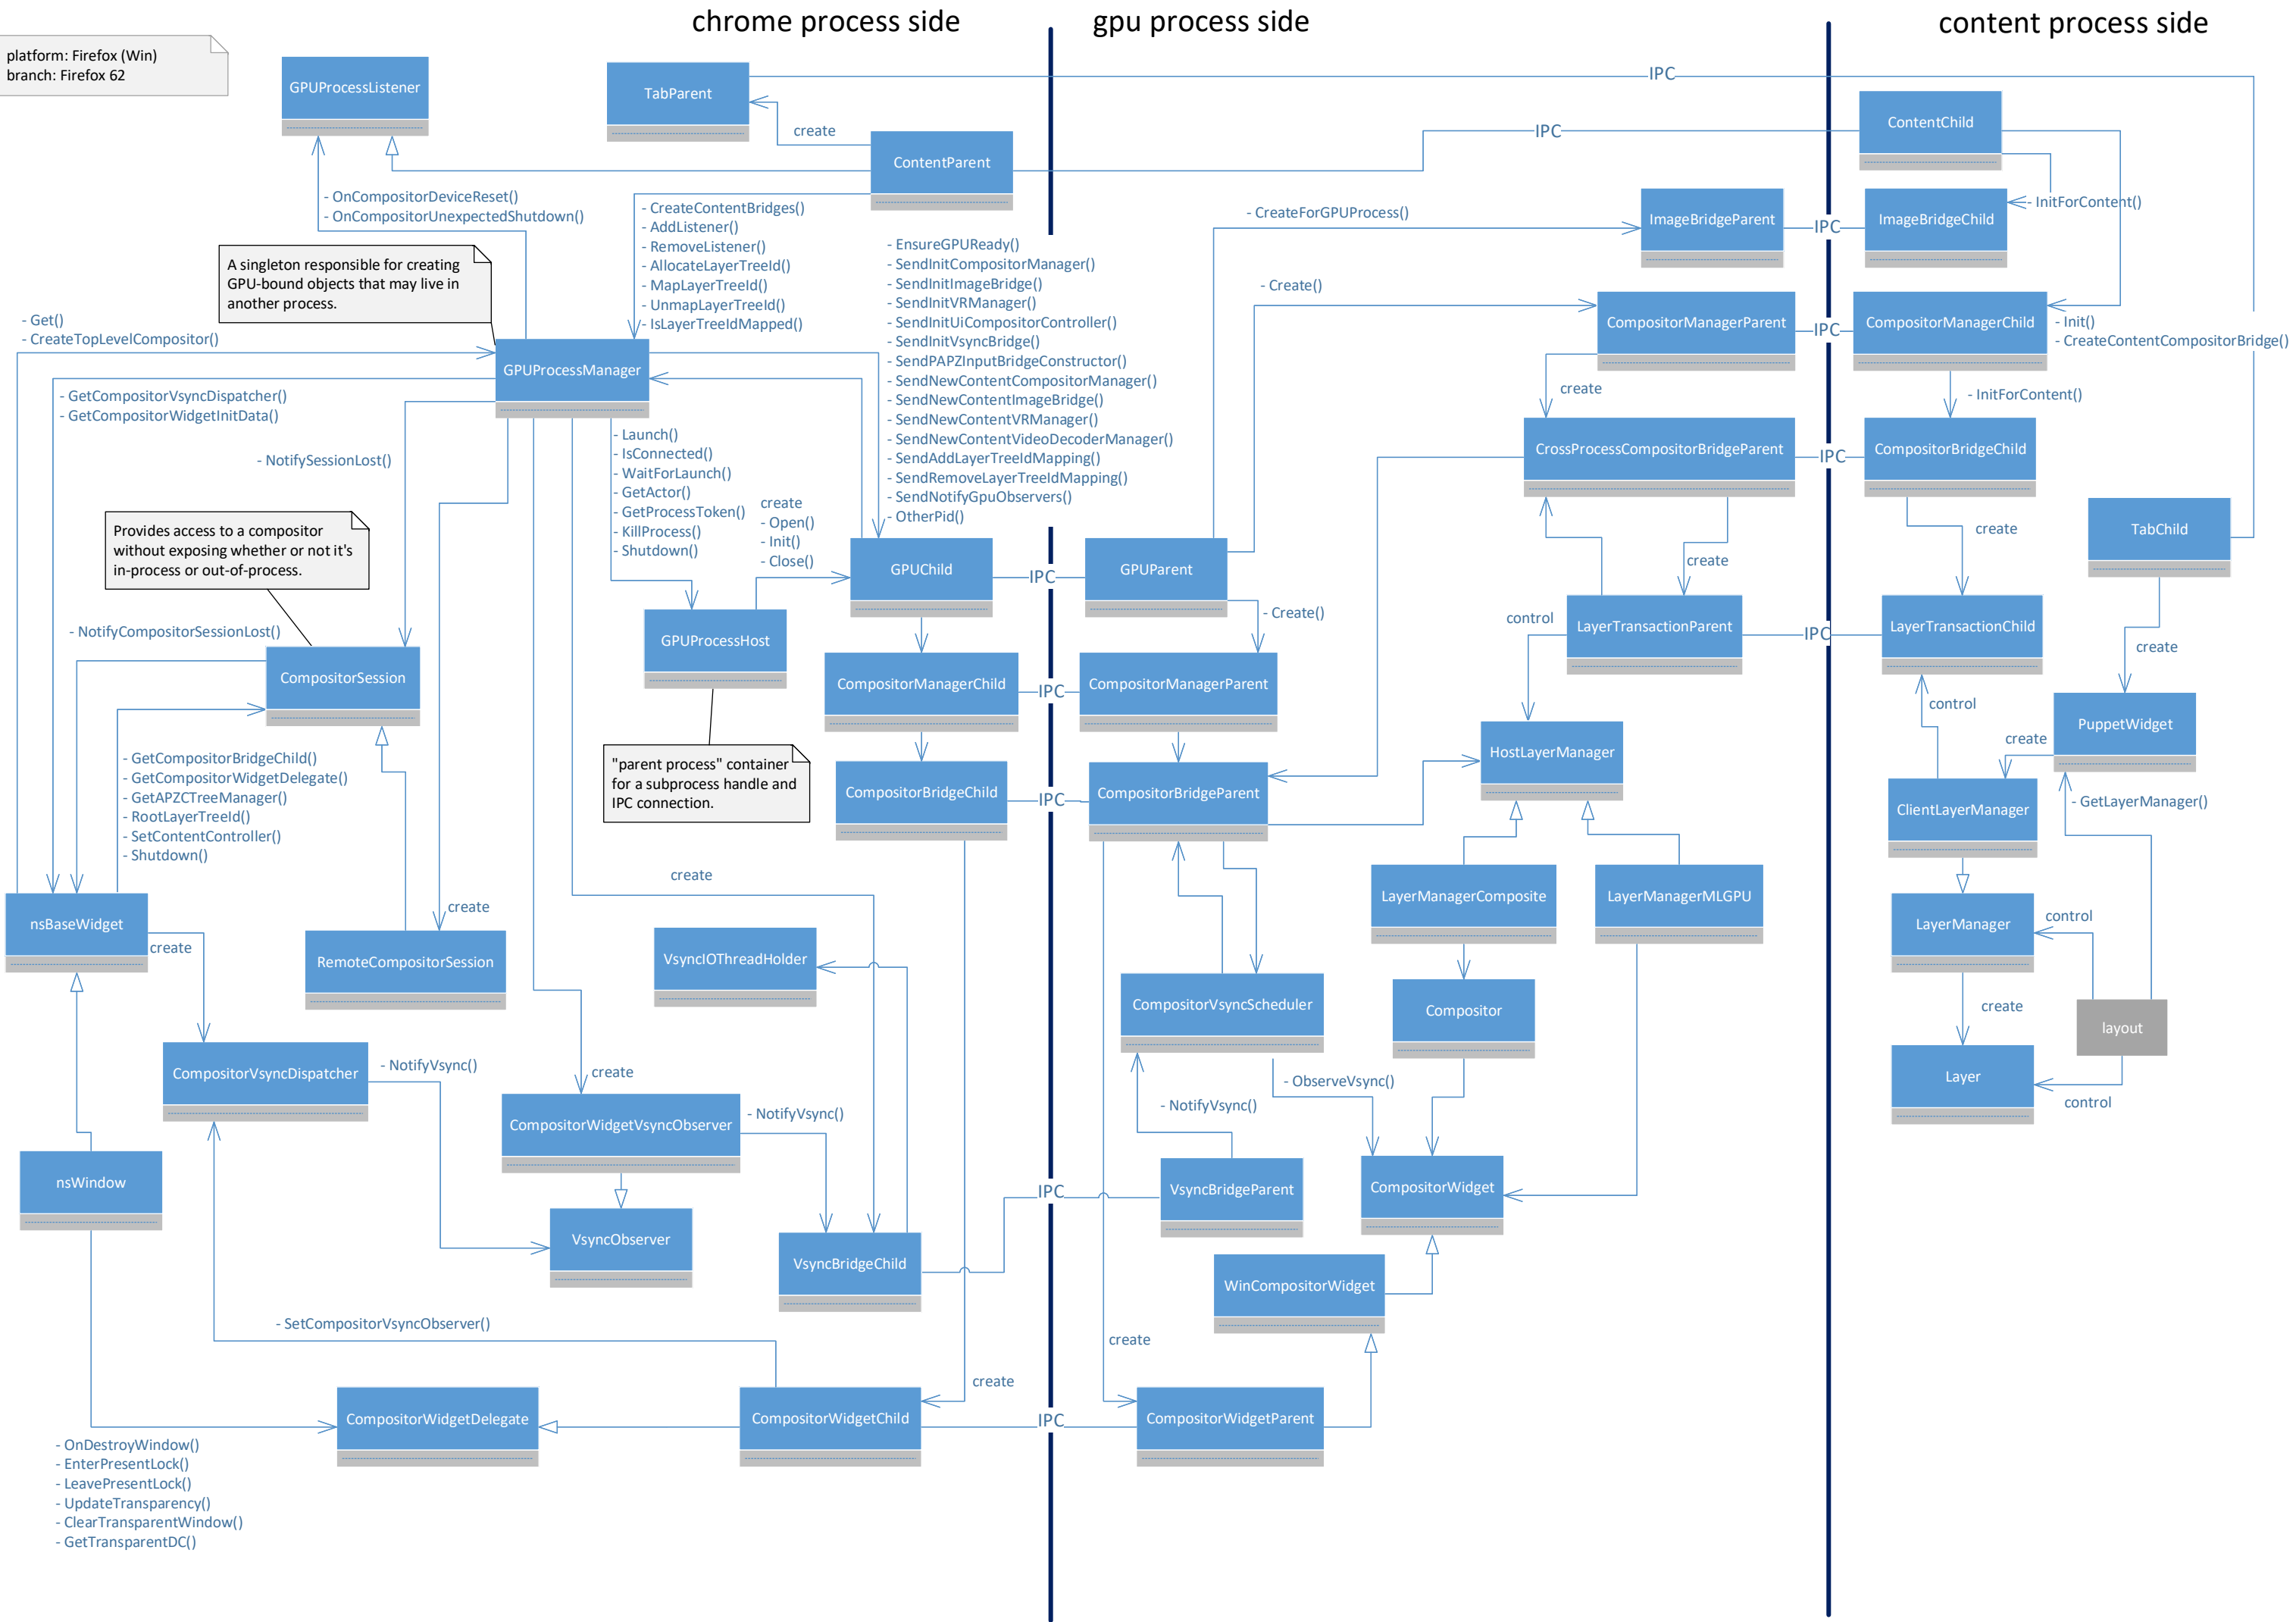 chrome process side
gpu process side
content process side
platform: Firefox (Win)
branch: Firefox 62
GPUProcessListener
TabParent
IPC
create
ContentParent
IPC
ContentChild
- OnCompositorDeviceReset()
- OnCompositorUnexpectedShutdown()
- CreateContentBridges()
- AddListener()
- RemoveListener()
- AllocateLayerTreeId()
- MapLayerTreeId()
- UnmapLayerTreeId()
- IsLayerTreeIdMapped()
- CreateForGPUProcess()
ImageBridgeParent
IPC
ImageBridgeChild
- InitForContent()
A singleton responsible for creating
GPU-bound objects that may live in
another process.
- EnsureGPUReady()
- SendInitCompositorManager()
- SendInitImageBridge()
- SendInitVRManager()
- SendInitUiCompositorController()
- SendInitVsyncBridge()
- SendPAPZInputBridgeConstructor()
- SendNewContentCompositorManager()
- SendNewContentImageBridge()
- SendNewContentVRManager()
- SendNewContentVideoDecoderManager()
- SendAddLayerTreeIdMapping()
- SendRemoveLayerTreeIdMapping()
- SendNotifyGpuObservers()
- OtherPid()
- Create()
CompositorManagerParent
IPC
CompositorManagerChild
- Init()
- CreateContentCompositorBridge()
- Get()
- CreateTopLevelCompositor()
GPUProcessManager
- GetCompositorVsyncDispatcher()
- GetCompositorWidgetInitData()
create
- InitForContent()
- NotifySessionLost()
- Launch()
- IsConnected()
- WaitForLaunch()
- GetActor()
- GetProcessToken()
- KillProcess()
- Shutdown()
create
- Open()
- Init()
- Close()
CrossProcessCompositorBridgeParent
IPC
CompositorBridgeChild
Provides access to a compositor
without exposing whether or not it's
in-process or out-of-process.
GPUChild
IPC
GPUParent
create
create
TabChild
- NotifyCompositorSessionLost()
GPUProcessHost
- Create()
control
LayerTransactionParent
IPC
LayerTransactionChild
create
CompositorSession
CompositorManagerChild
IPC
CompositorManagerParent
control
PuppetWidget
- GetCompositorBridgeChild()
- GetCompositorWidgetDelegate()
- GetAPZCTreeManager()
- RootLayerTreeId()
- SetContentController()
- Shutdown()
"parent process" container
for a subprocess handle and
IPC connection.
CompositorBridgeChild
IPC
CompositorBridgeParent
HostLayerManager
create
ClientLayerManager
- GetLayerManager()
create
nsBaseWidget
create
create
RemoteCompositorSession
VsyncIOThreadHolder
LayerManagerComposite
LayerManagerMLGPU
LayerManager
control
CompositorVsyncScheduler
Compositor
create
layout
CompositorVsyncDispatcher
- NotifyVsync()
create
- ObserveVsync()
Layer
control
CompositorWidgetVsyncObserver
- NotifyVsync()
- NotifyVsync()
nsWindow
IPC
VsyncBridgeParent
CompositorWidget
VsyncObserver
VsyncBridgeChild
WinCompositorWidget
- SetCompositorVsyncObserver()
create
create
CompositorWidgetDelegate
CompositorWidgetChild
IPC
CompositorWidgetParent
- OnDestroyWindow()
- EnterPresentLock()
- LeavePresentLock()
- UpdateTransparency()
- ClearTransparentWindow()
- GetTransparentDC()